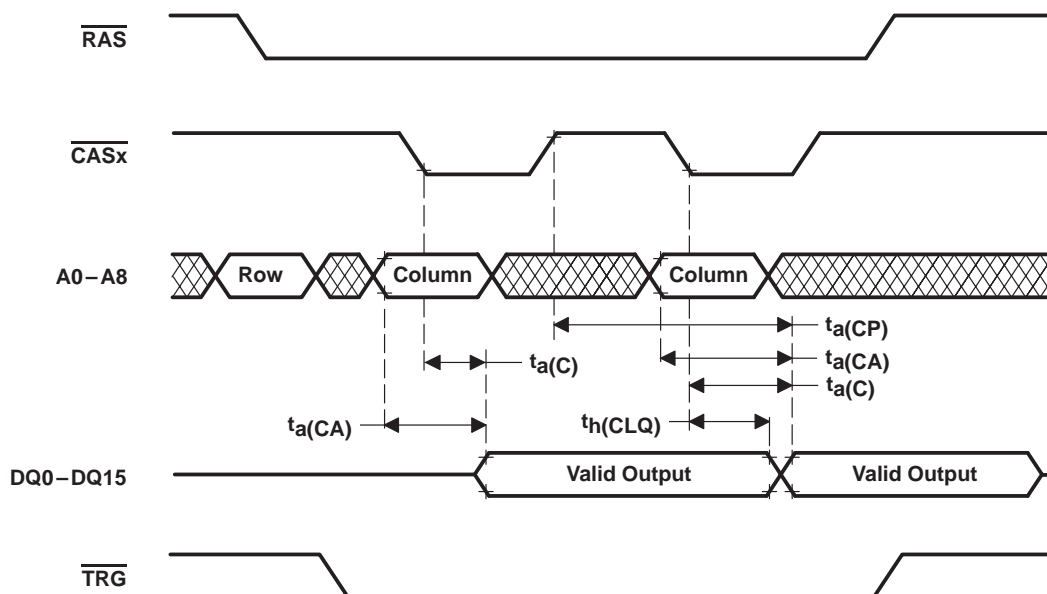 RAS
CASx
A0–A8
Row
Column
Column
ta(CP)
ta(CA)
ta(C)
ta(C)
th(CLQ)
ta(CA)
DQ0–DQ15
Valid Output
Valid Output
TRG